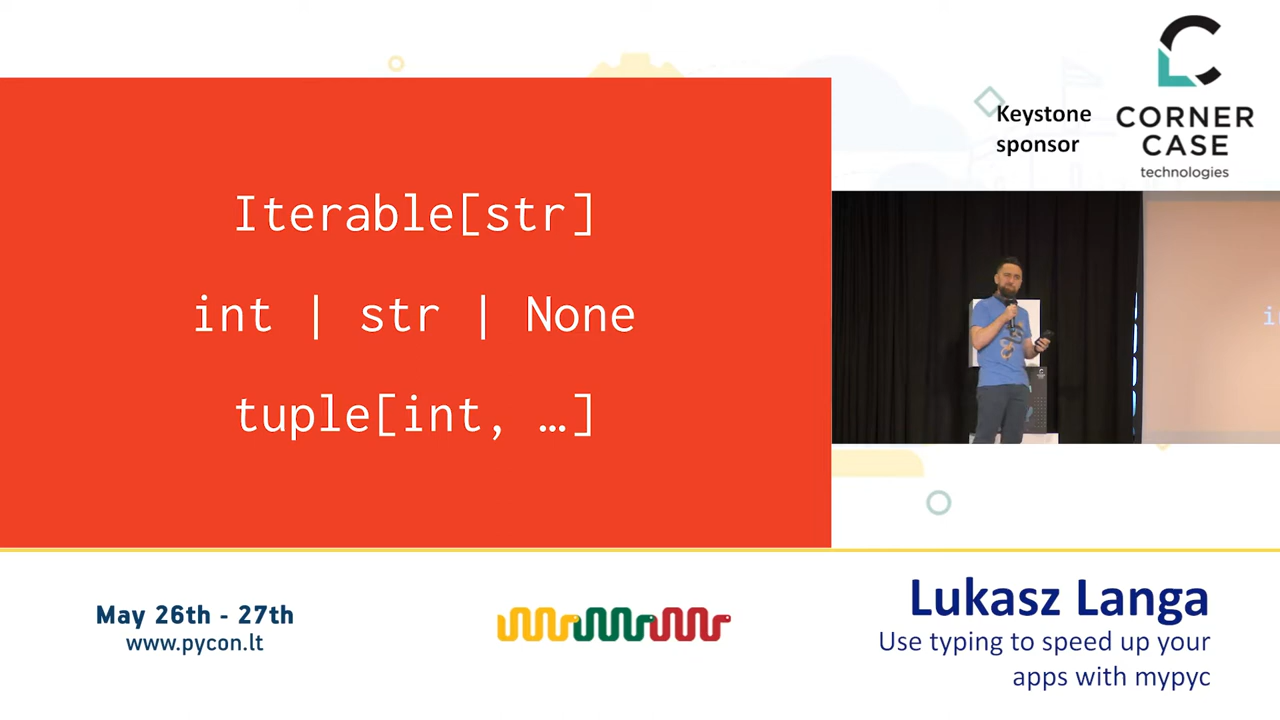 Keystone
sponsor
CORNER
CASE
technologies
Iterable[str]
int | str | None
tuple[int, …]
May 26th - 27th
www.pycon.lt
Lukasz Langa
Use typing to speed up your
apps with mypyc